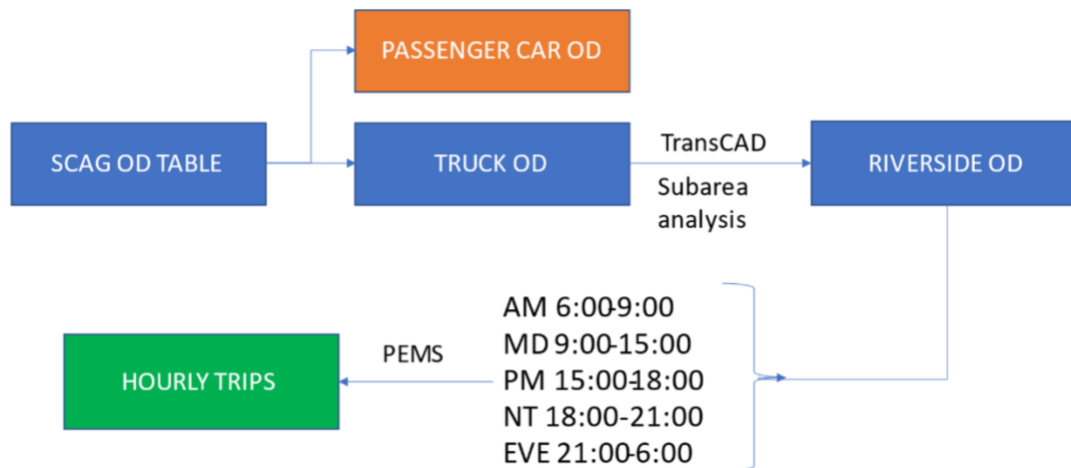 PASSENGER CAR OD
SCAG OD TABLE
TRUCK OD
TransCAD
Subarea
analysis
RIVERSIDE OD
AM 6:00-9:00
MD 9:00-15:00
PM 15:00-18:00
NT 18:00-21:00
EVE 21:00-6:00
PEMS
HOURLY TRIPS